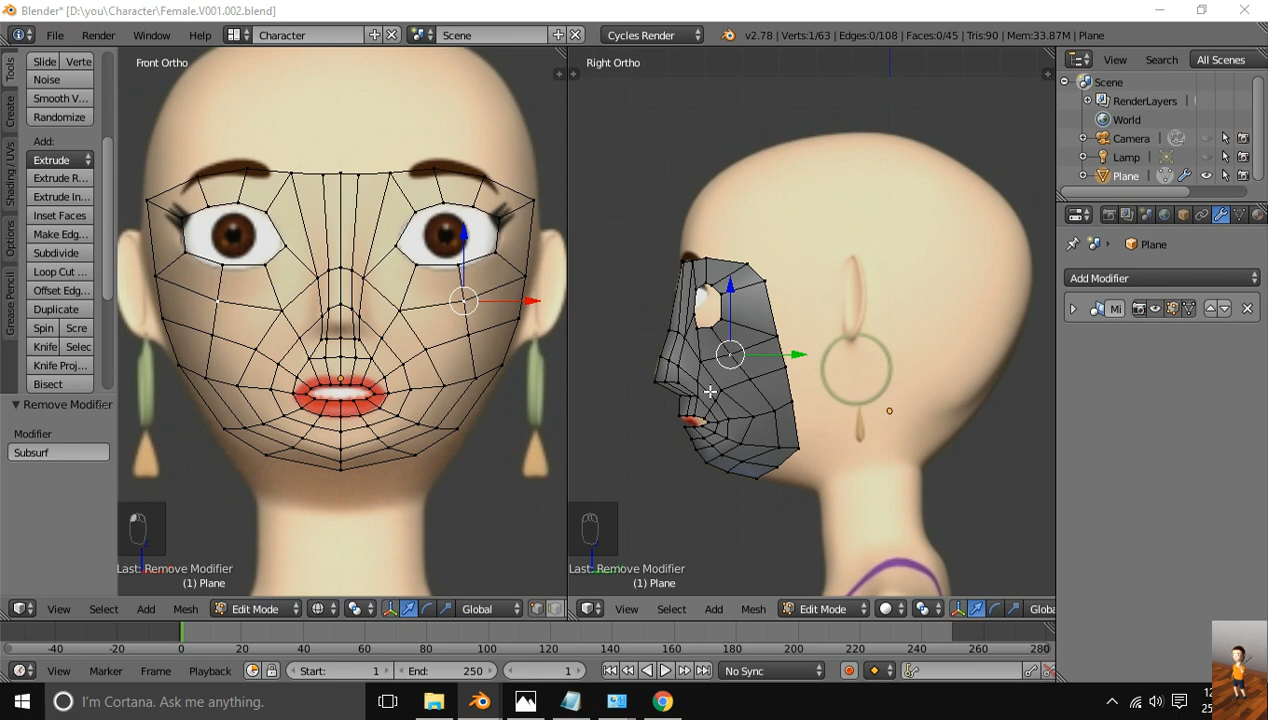 Blender* [D:\you\Character\Female.V001.002.blend]
File Render Window Help Character Scene Cycles Render v2.78 | Verts:1/63 | Edges:0/108 | Faces:0/45 | Tris:90 | Mem:33.87M | Plane
Tools
Create
Shading / UVs
Options
Grease Pencil
Slide Verte
Noise
Smooth V...
Randomize
Add:
Extrude
Extrude R...
Extrude In...
Inset Faces
Make Edg...
Subdivide
Loop Cut ...
Offset Edg...
Duplicate
Spin Scre
Knife Selec
Knife Proj...
Bisect
Remove Modifier
Modifier
Subsurf
Front Ortho
Last: Remove Modifier
(1) Plane
View Select Add Mesh Edit Mode Global
Right Ortho
Last: Remove Modifier
(1) Plane
View Select Add Mesh Edit Mode Globa
View Search All Scenes
Scene
RenderLayers
World
Camera
Lamp
Plane
Plane
Add Modifier
Mi
-40 -20 0 20 40 60 80 100 120 140 160 180 200 220 240 260 280
View Marker Frame Playback Start: 1 End: 250 1 No Sync
I'm Cortana. Ask me anything.